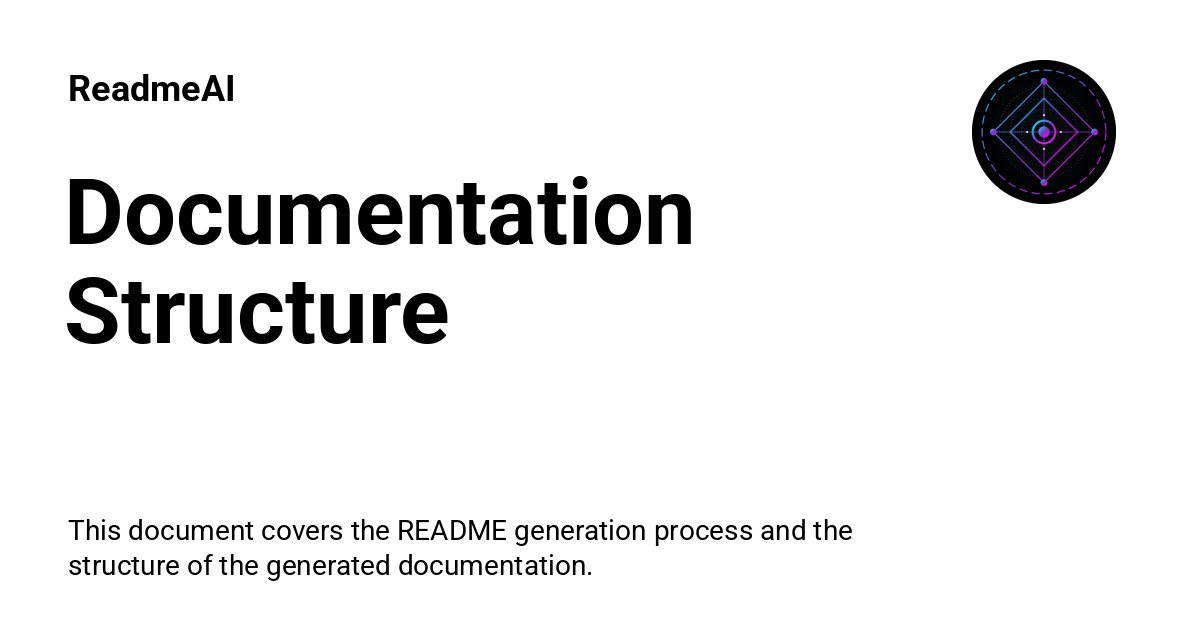 ReadmeAI
Documentation
Structure
This document covers the README generation process and the
structure of the generated documentation.